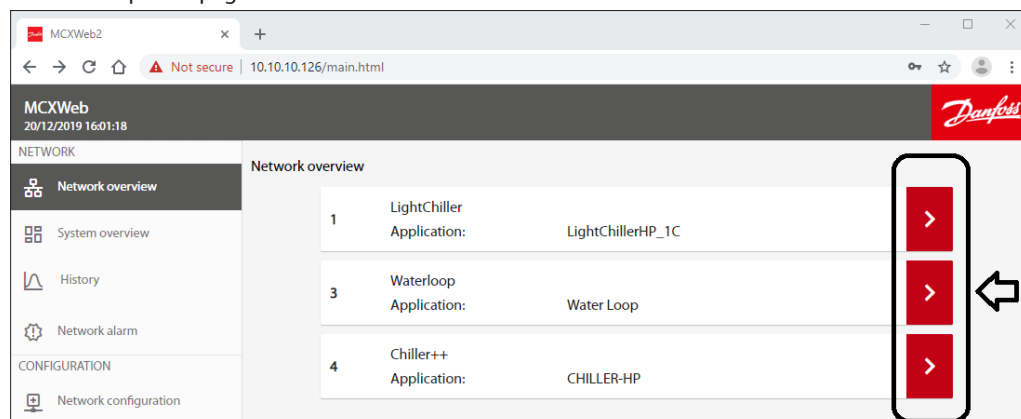 MCXWeb2
Not secure | 10.10.10.126/main.html
MCXWeb
20/12/2019 16:01:18
Danfoss
NETWORK
Network overview
System overview
History
Network alarm
CONFIGURATION
Network configuration
Network overview
1 LightChiller
Application: LightChillerHP_1C
3 Waterloop
Application: Water Loop
4 Chiller++
Application: CHILLER-HP